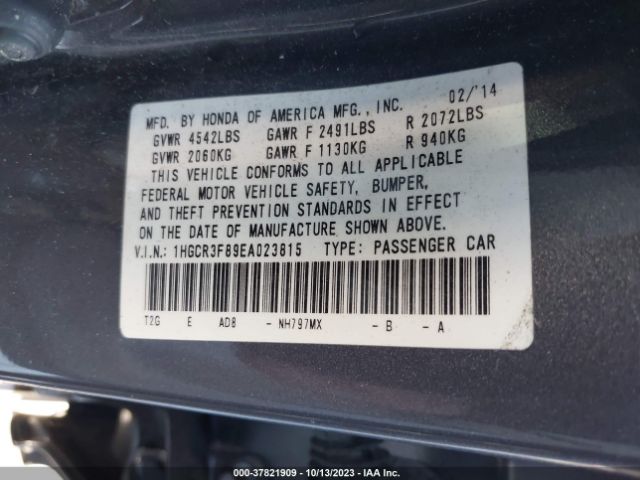 MFD. BY HONDA OF AMERICA MFG., INC. 02/'14
GVWR 4542LBS GAWR F 2491LBS R 2072LBS
GVWR 2060KG GAWR F 1130KG R 940KG
THIS VEHICLE CONFORMS TO ALL APPLICABLE
FEDERAL MOTOR VEHICLE SAFETY, BUMPER,
AND THEFT PREVENTION STANDARDS IN EFFECT
ON THE DATE OF MANUFACTURE SHOWN ABOVE.
V.I.N.: 1HGCR3F89EA023815 TYPE: PASSENGER CAR
T2G E AD8 - NH797MX - B - A
000-37821909 - 10/13/2023 - IAA Inc.